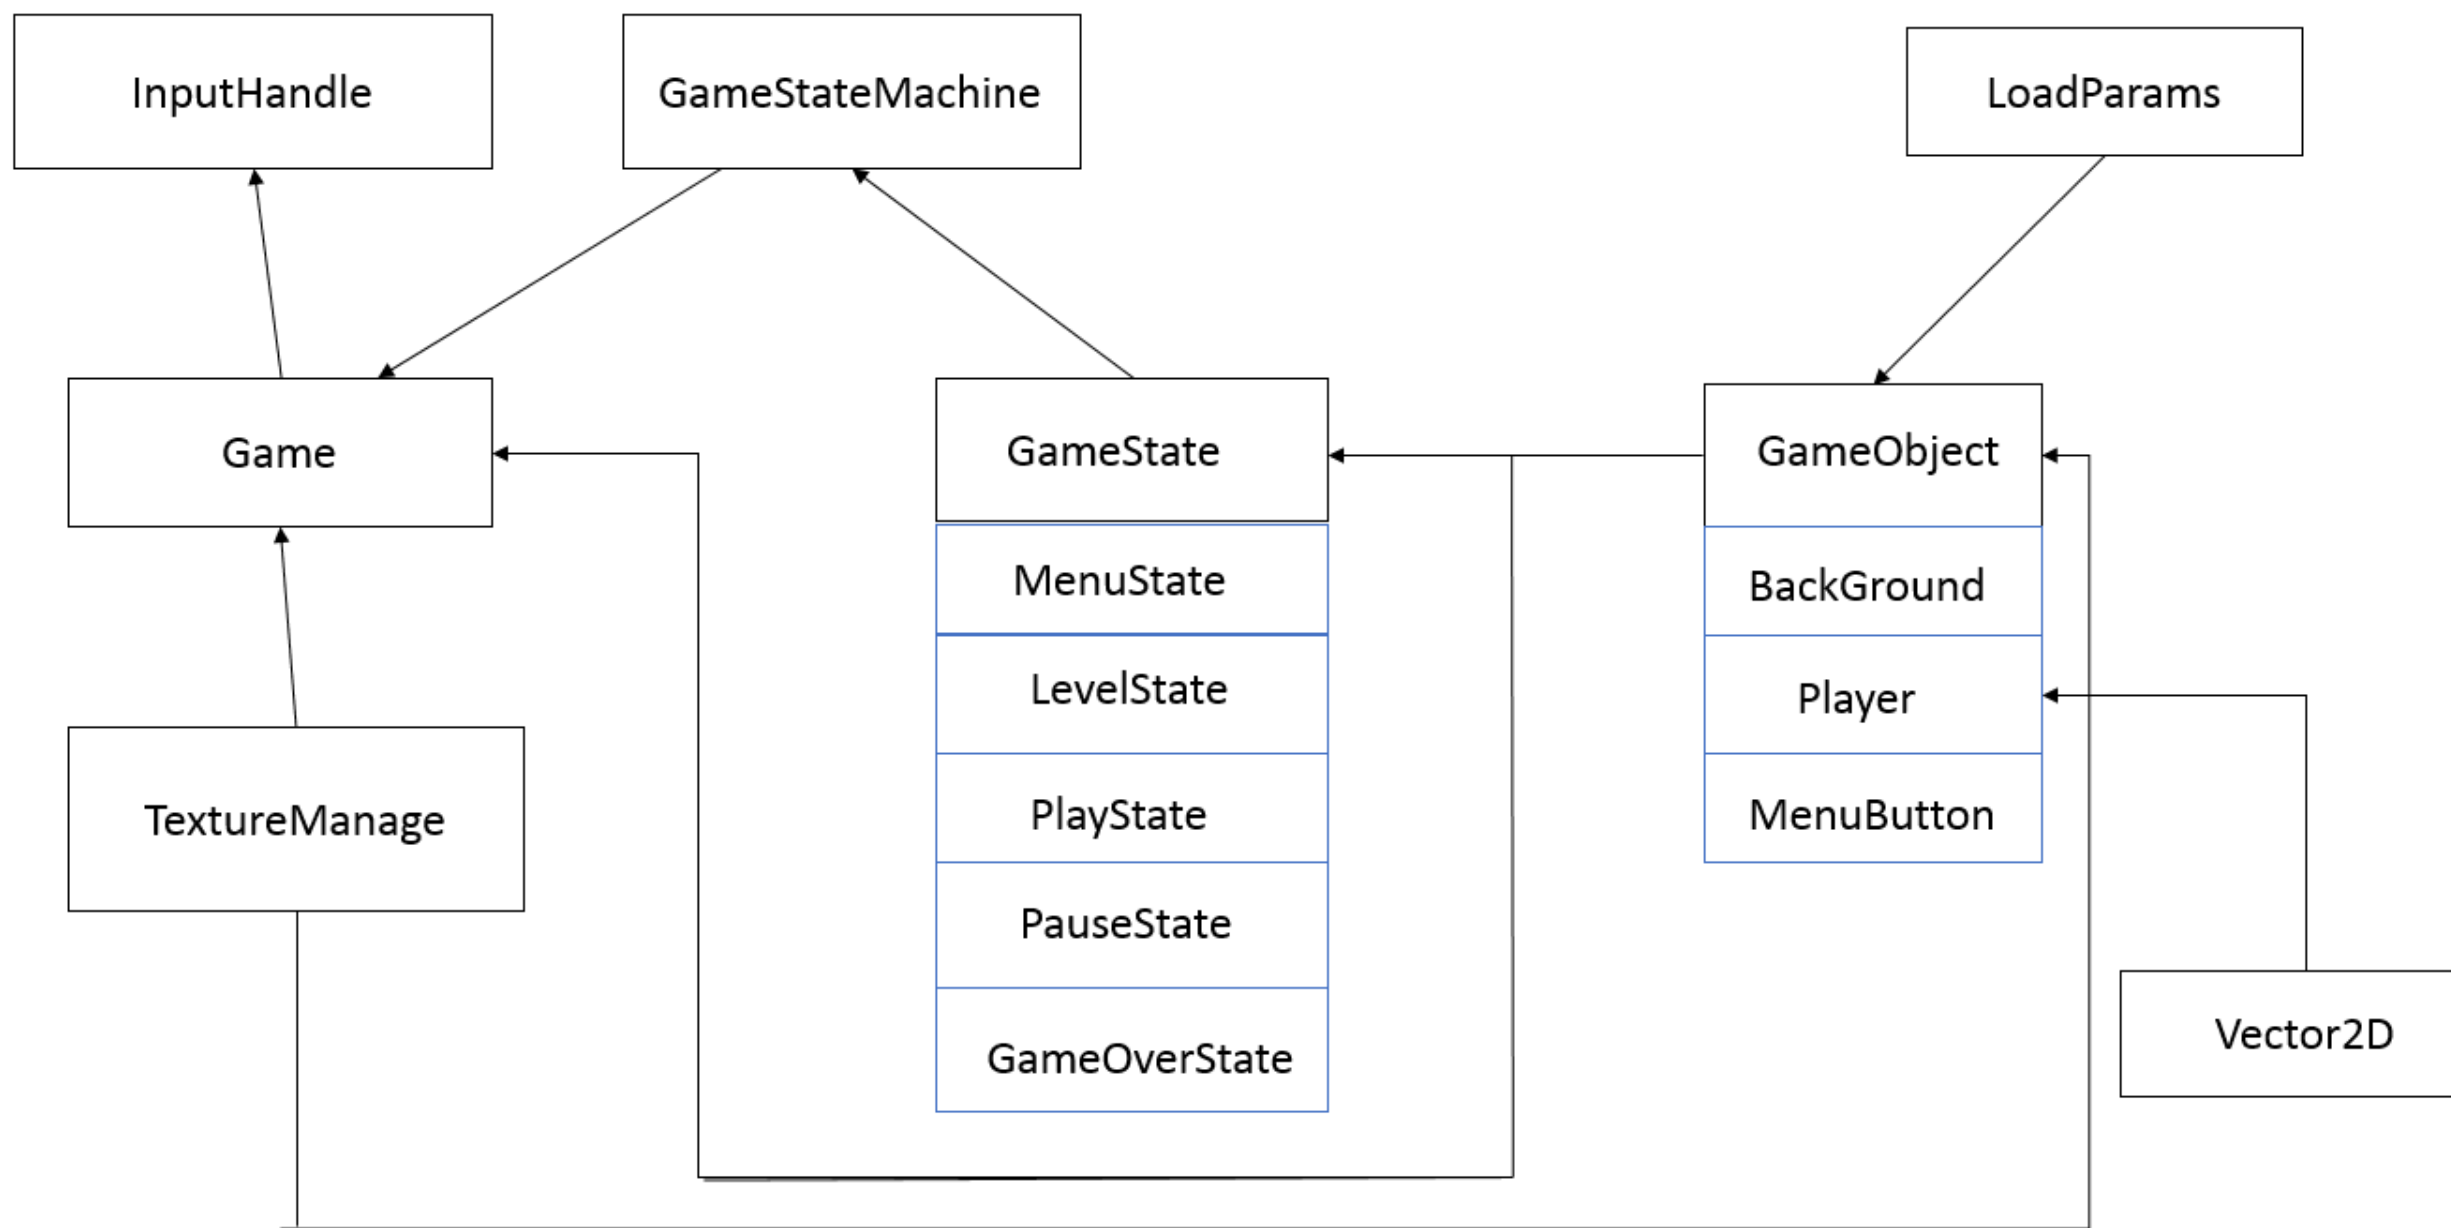 InputHandle
GameStateMachine
LoadParams
Game
GameState
GameObject
MenuState
BackGround
LevelState
Player
TextureManage
PlayState
MenuButton
PauseState
GameOverState
Vector2D